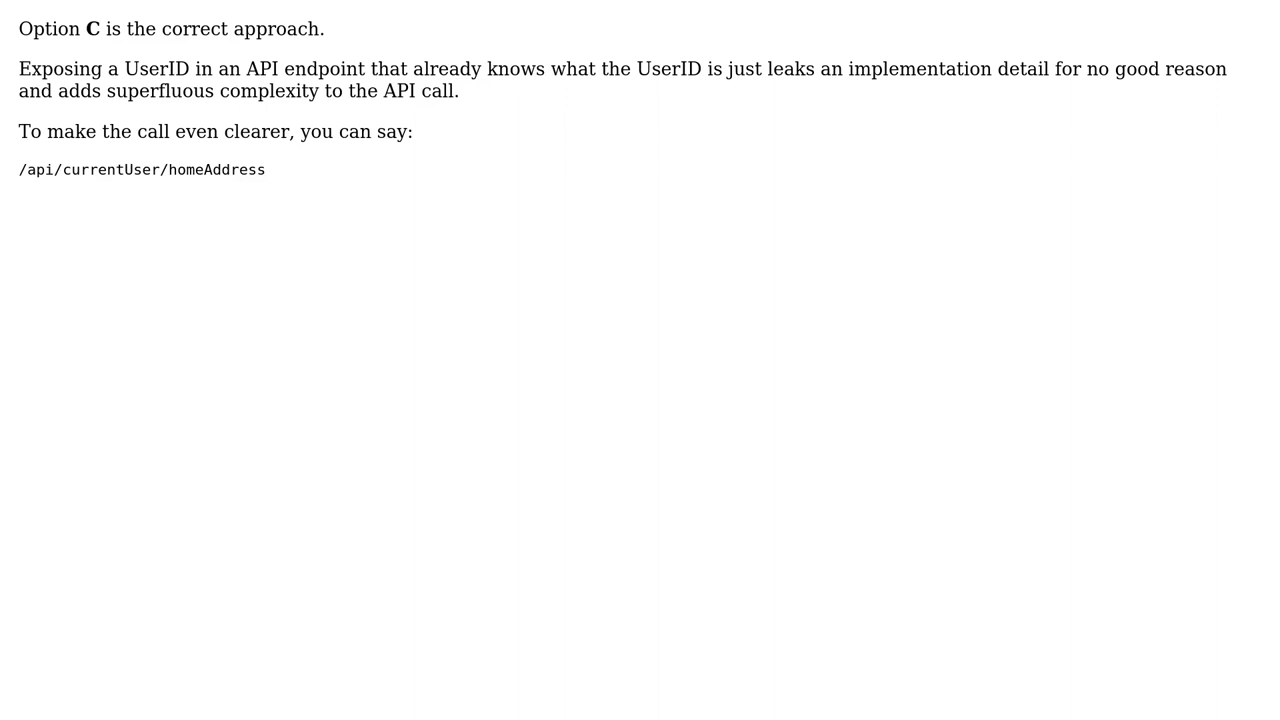 Option C is the correct approach.
Exposing a UserID in an API endpoint that already knows what the UserID is just leaks an implementation detail for no good reason
and adds superfluous complexity to the API call.
To make the call even clearer, you can say:
/api/currentUser/homeAddress